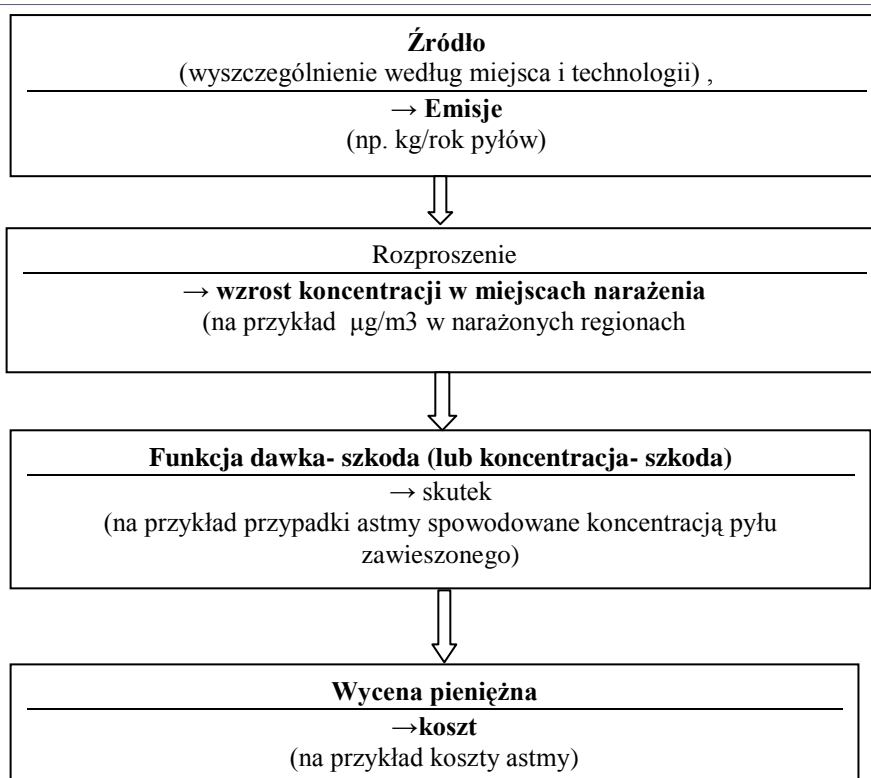 Źródło
(wyszczególnienie według miejsca i technologii) ,
→ Emisje
(np. kg/rok pyłów)
Rozproszenie
→ wzrost koncentracji w miejscach narażenia
(na przykład  μg/m3 w narażonych regionach
Funkcja dawka- szkoda (lub koncentracja- szkoda)
→ skutek
(na przykład przypadki astmy spowodowane koncentracją pyłu
zawieszonego)
Wycena pieniężna
→koszt
(na przykład koszty astmy)